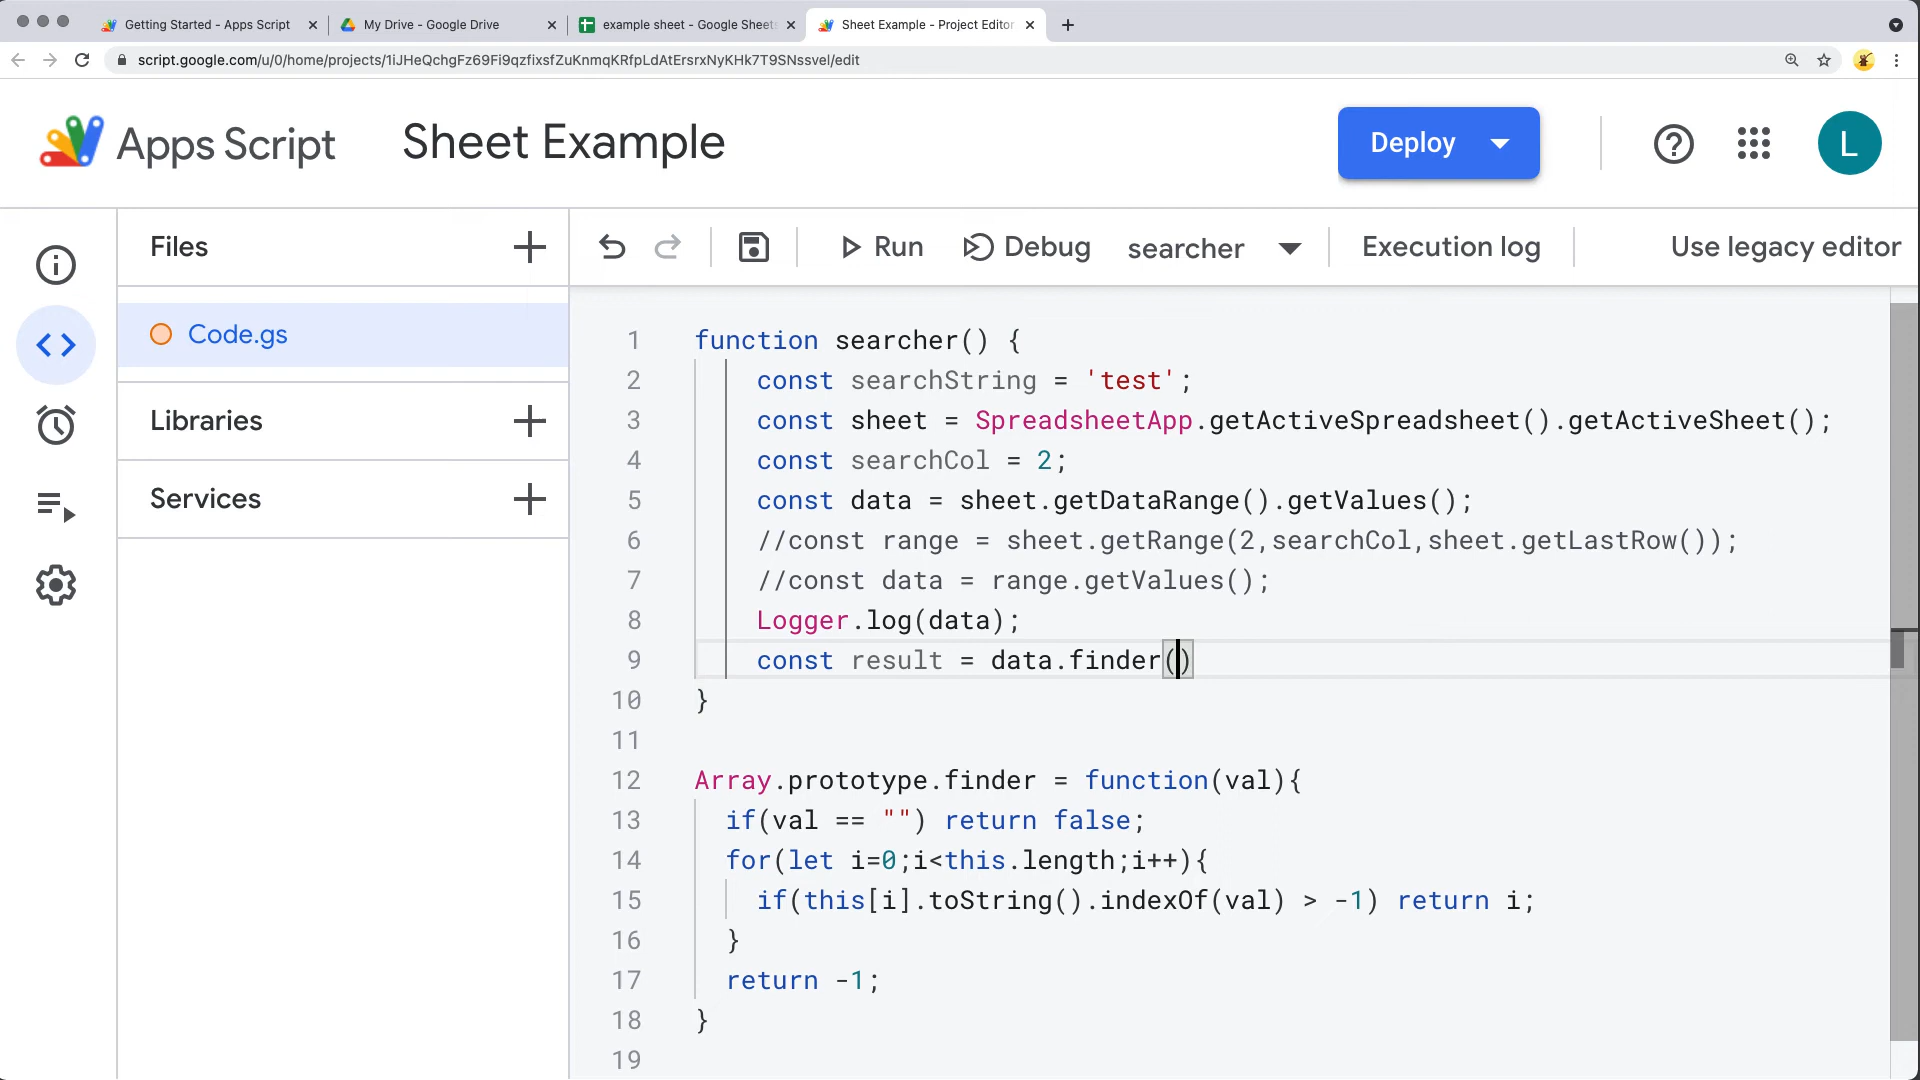 Getting Started - Apps Script
My Drive - Google Drive
example sheet - Google Sheets
Sheet Example - Project Editor
script.google.com/u/0/home/projects/1iJHeQchgFz69Fi9qzfixsfZuKnmqKRfpLdAtErsrxNyKHk7T9SNssvel/edit
Apps Script
Sheet Example
Deploy
L
Files
Run
Debug
searcher
Execution log
Use legacy editor
Code.gs
Libraries
Services
1 function searcher() {
2 const searchString = 'test';
3 const sheet = SpreadsheetApp.getActiveSpreadsheet().getActiveSheet();
4 const searchCol = 2;
5 const data = sheet.getDataRange().getValues();
6 //const range = sheet.getRange(2,searchCol,sheet.getLastRow());
7 //const data = range.getValues();
8 Logger.log(data);
9 const result = data.finder()
10 }
11
12 Array.prototype.finder = function(val){
13 if(val == "") return false;
14 for(let i=0;i<this.length;i++){
15 if(this[i].toString().indexOf(val) > -1) return i;
16 }
17 return -1;
18 }
19